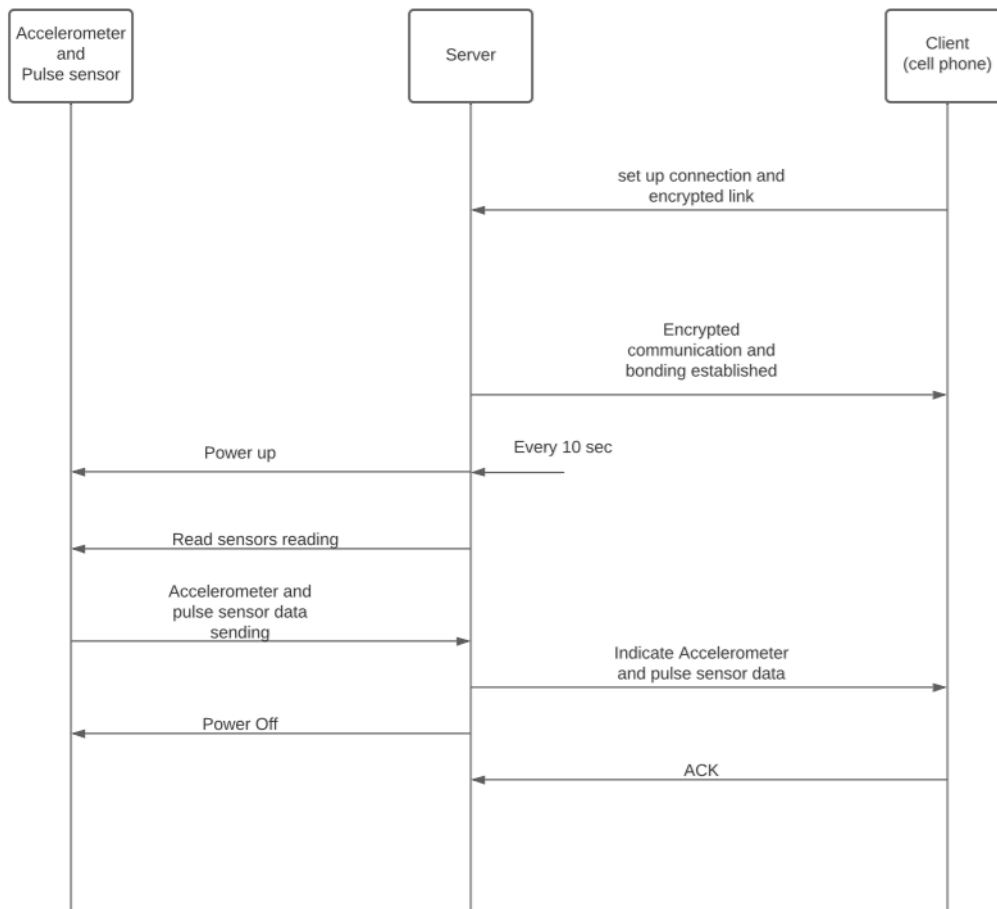 Accelerometer
and
Pulse sensor
Server
Client
(cell phone)
set up connection and
encrypted link
Encrypted
communication and
bonding established
Every 10 sec
Power up
Read sensors reading
Accelerometer and
pulse sensor data
sending
Indicate Accelerometer
and pulse sensor data
Power Off
ACK